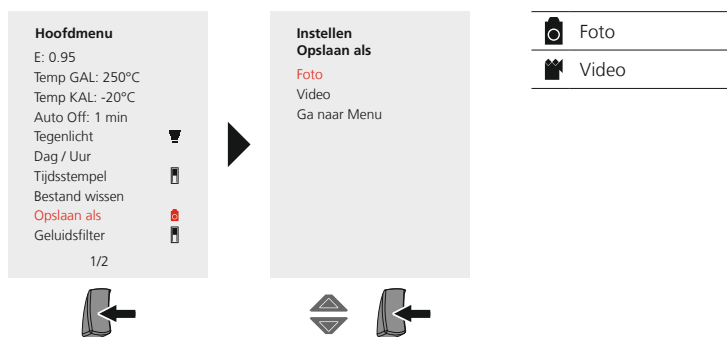 Hoofdmenu
E: 0.95
Temp GAL: 250°C
Temp KAL: -20°C
Auto Off: 1 min
Tegenlicht
Dag / Uur
Tijdsstempel
Bestand wissen
Opslaan als
Geluidsfilter
1/2
Instellen
Opslaan als
Foto
Video
Ga naar Menu
Foto
Video